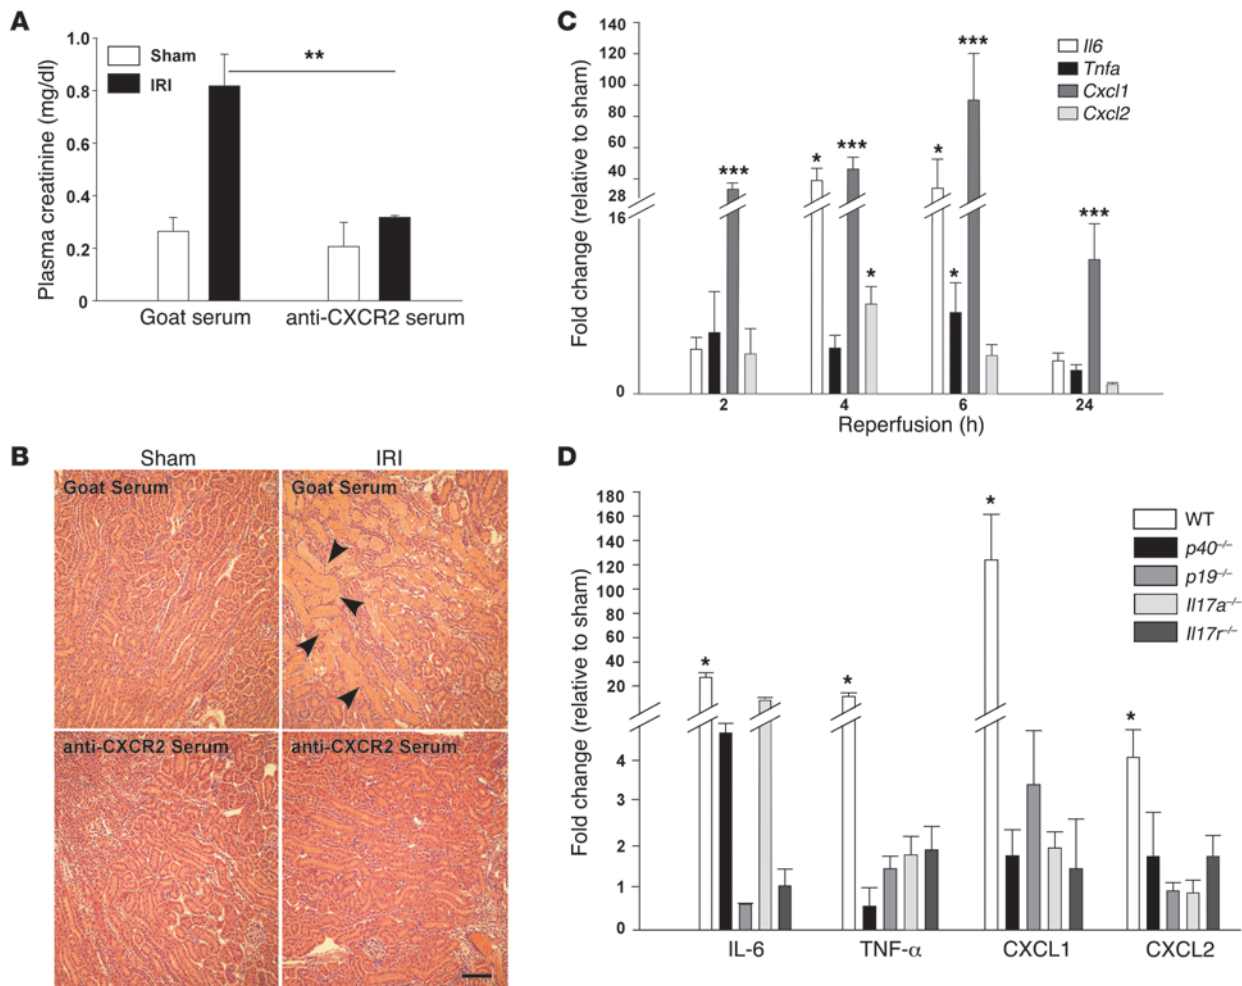 A
Plasma creatinine (mg/dl)
1.0
0.8
0.6
0.4
0.2
0
Sham
IRI
**
Goat serum
anti-CXCR2 serum
B
Sham
IRI
Goat Serum
Goat Serum
anti-CXCR2 Serum
anti-CXCR2 Serum
C
Fold change (relative to sham)
140
120
100
80
60
40
28
16
0
Il6
Tnfa
Cxcl1
Cxcl2
***
*
***
*
*
*
***
***
2
4
6
24
Reperfusion (h)
D
Fold change (relative to sham)
180
160
140
120
100
80
60
40
20
4
3
2
1
0
WT
p40–/–
p19–/–
Il17a–/–
Il17r–/–
*
*
*
*
IL-6
TNF-α
CXCL1
CXCL2